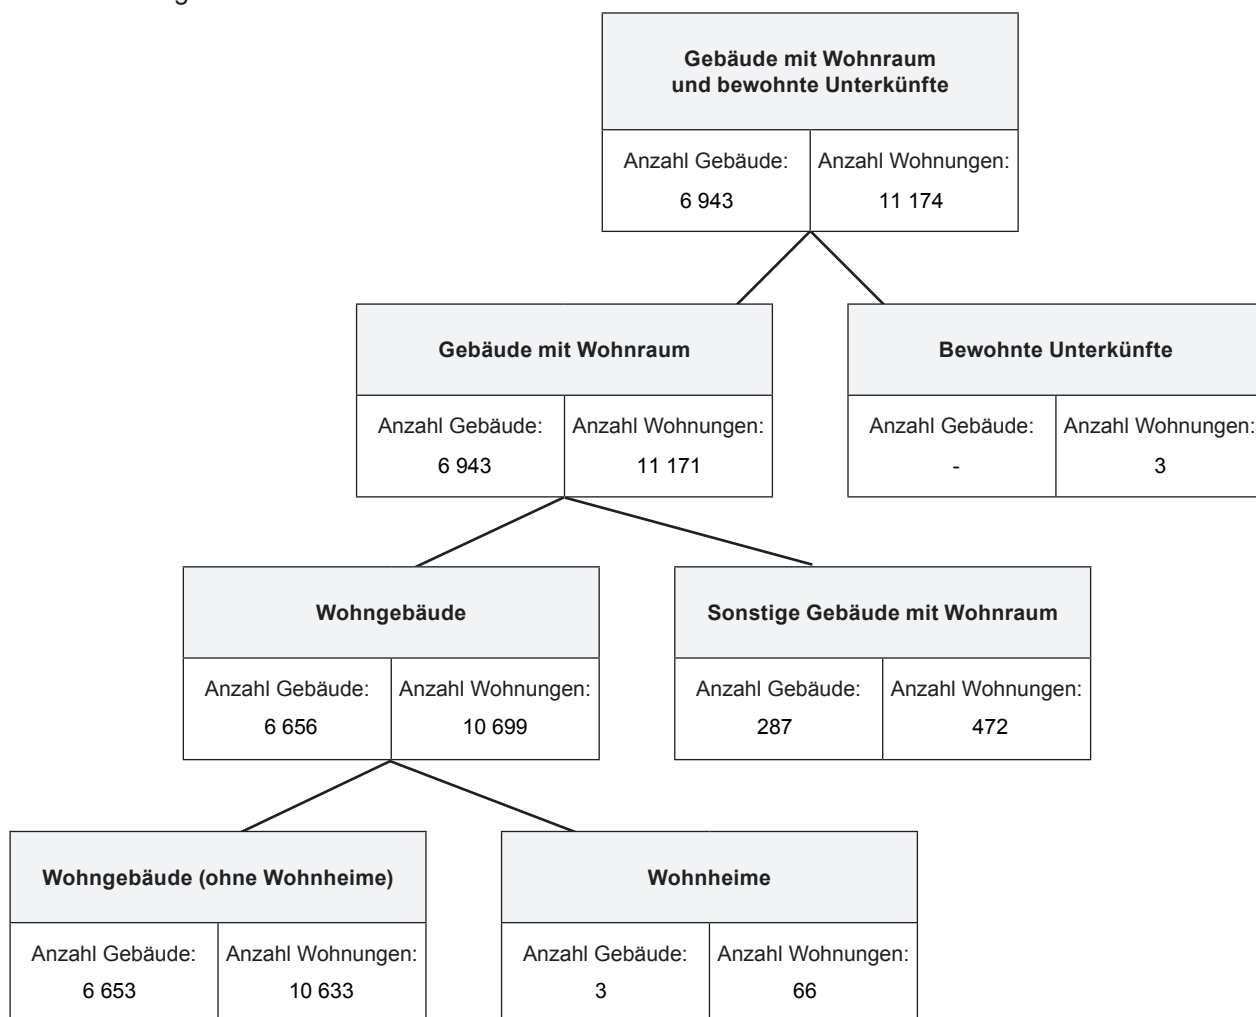 Gebäude mit Wohnraum
und bewohnte Unterkünfte
Anzahl Gebäude:
Anzahl Wohnungen:
6 943
11 174
Gebäude mit Wohnraum
Bewohnte Unterkünfte
Anzahl Gebäude:
Anzahl Wohnungen:
6 943
11 171
Anzahl Gebäude:
Anzahl Wohnungen:
-
3
Wohngebäude
Sonstige Gebäude mit Wohnraum
Anzahl Gebäude:
Anzahl Wohnungen:
6 656
10 699
Anzahl Gebäude:
Anzahl Wohnungen:
287
472
Wohngebäude (ohne Wohnheime)
Wohnheime
Anzahl Gebäude:
Anzahl Wohnungen:
6 653
10 633
Anzahl Gebäude:
Anzahl Wohnungen:
3
66